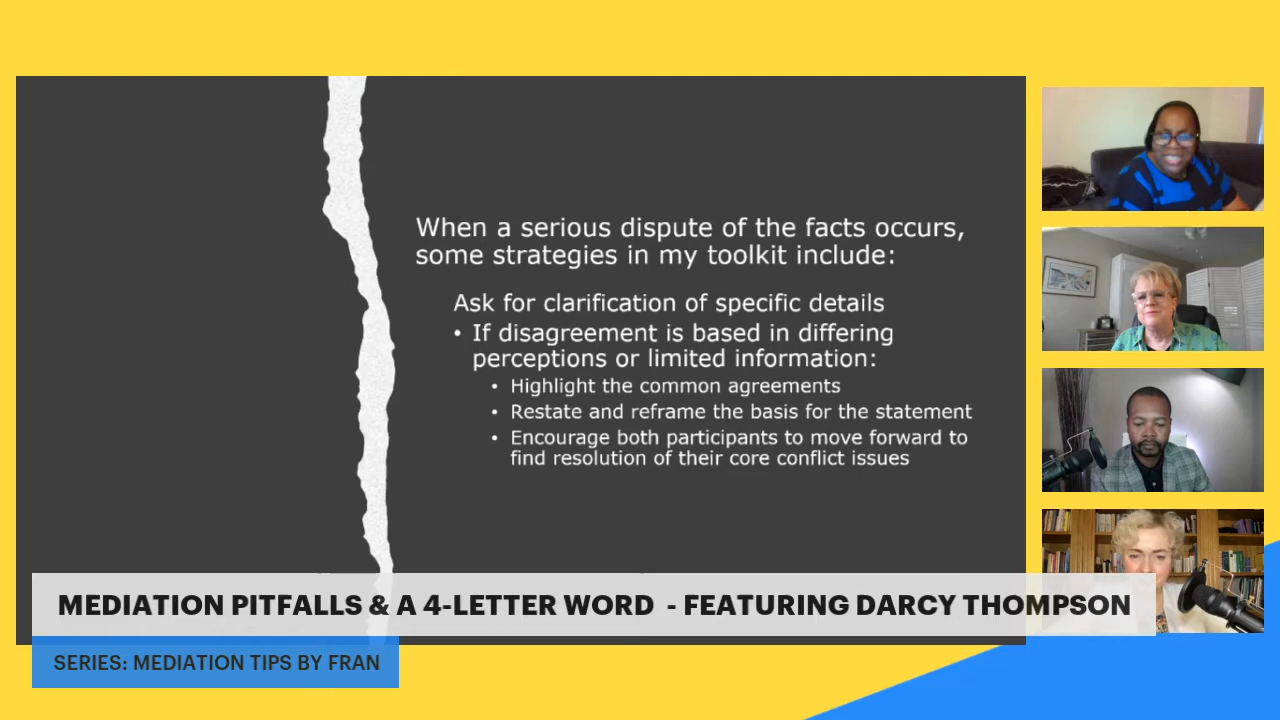 When a serious dispute of the facts occurs,
some strategies in my toolkit include:
Ask for clarification of specific details
• If disagreement is based in differing
perceptions or limited information:
• Highlight the common agreements
• Restate and reframe the basis for the statement
• Encourage both participants to move forward to
find resolution of their core conflict issues
MEDIATION PITFALLS & A 4-LETTER WORD - FEATURING DARCY THOMPSON
SERIES: MEDIATION TIPS BY FRAN